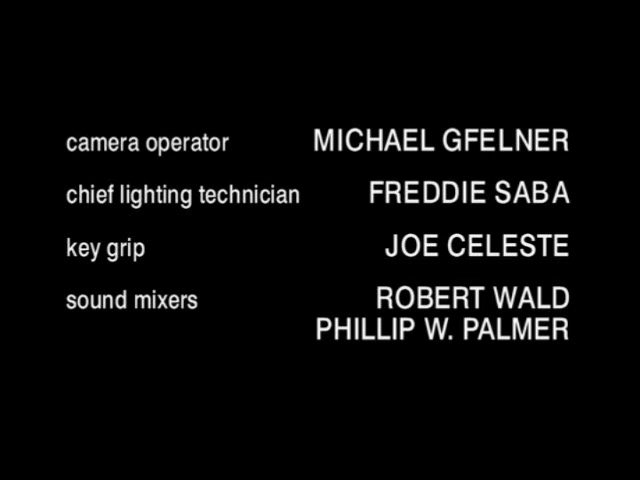 camera operator MICHAEL GFELNER
chief lighting technician FREDDIE SABA
key grip JOE CELESTE
sound mixers ROBERT WALD
PHILLIP W. PALMER